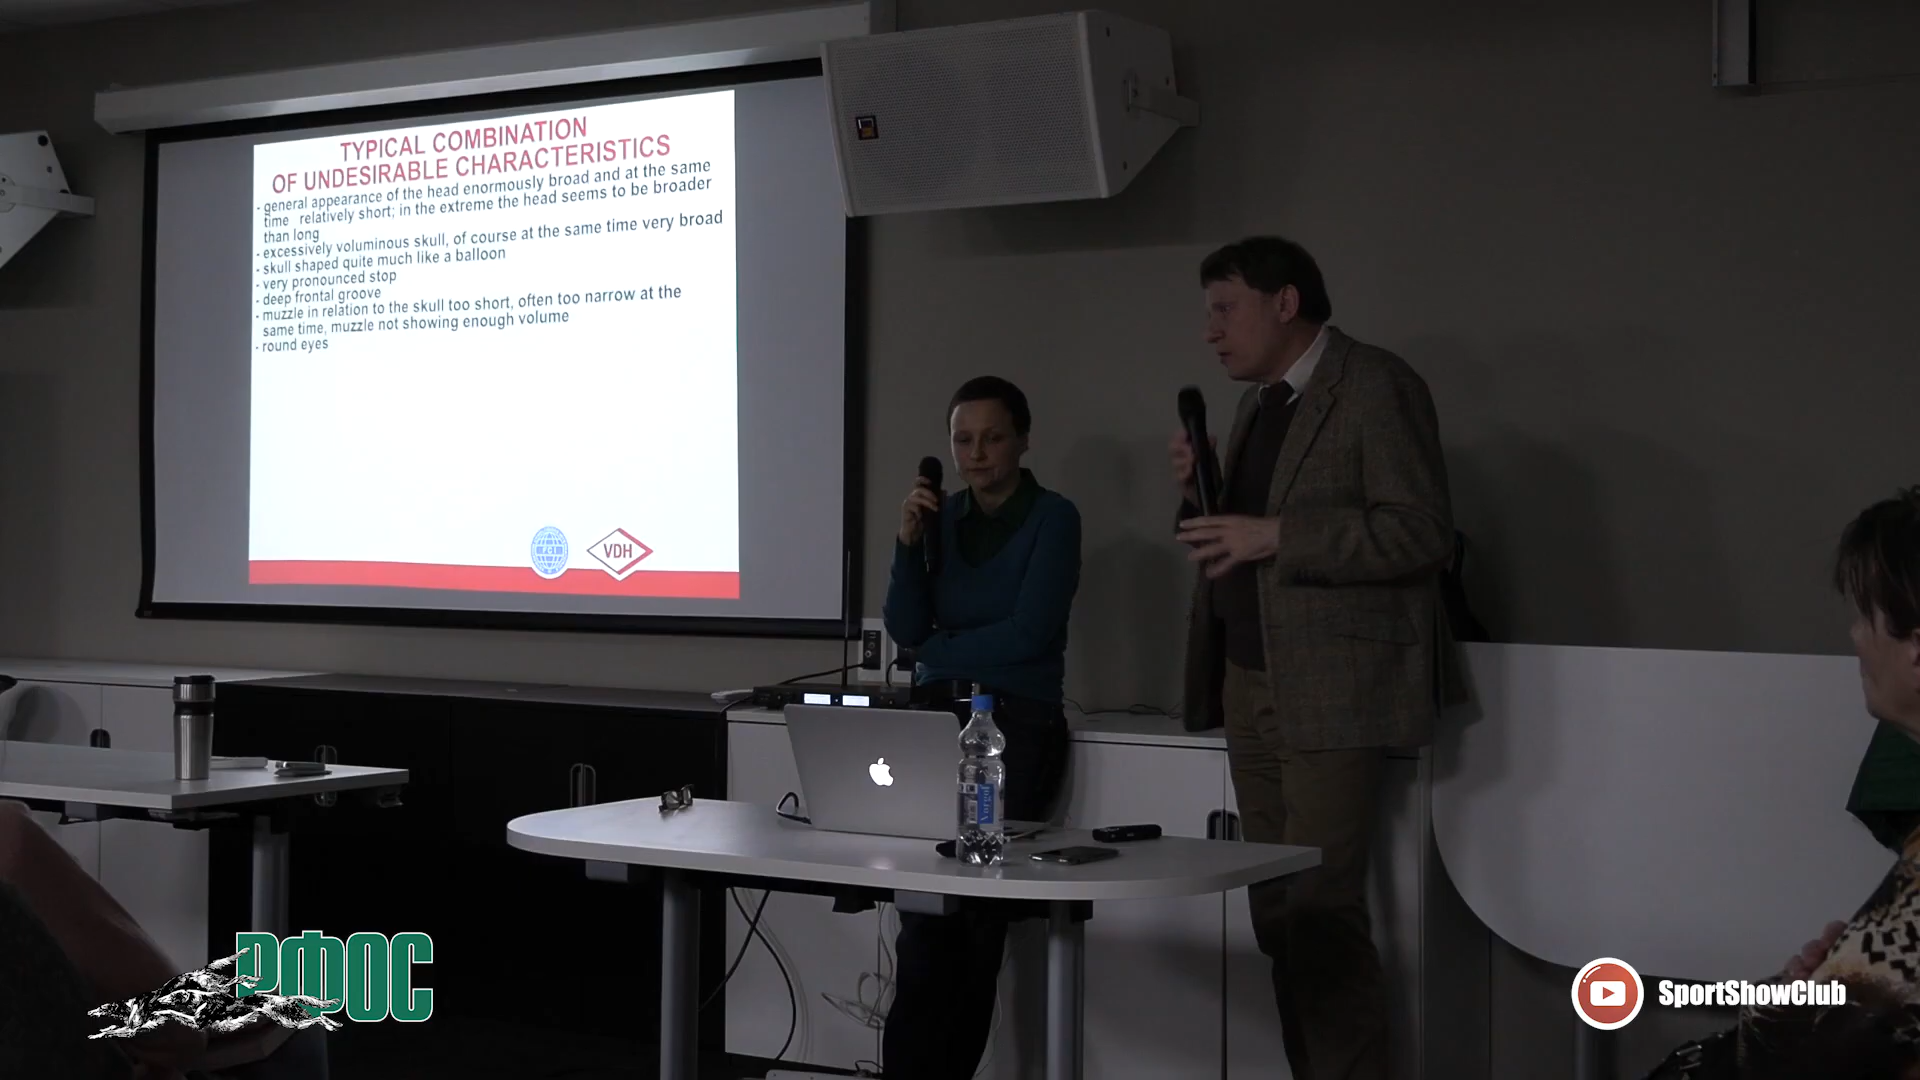 TYPICAL COMBINATION
OF UNDESIRABLE CHARACTERISTICS
- general appearance of the head enormously broad and at the same
time relatively short; in the extreme the head seems to be broader
than long
- excessively voluminous skull, of course at the same time very broad
- skull shaped quite much like a balloon
- very pronounced stop
- deep frontal groove
- muzzle in relation to the skull too short, often too narrow at the
same time, muzzle not showing enough volume
- round eyes
FCI
VDH
Vorgol
РФОС
SportShowClub